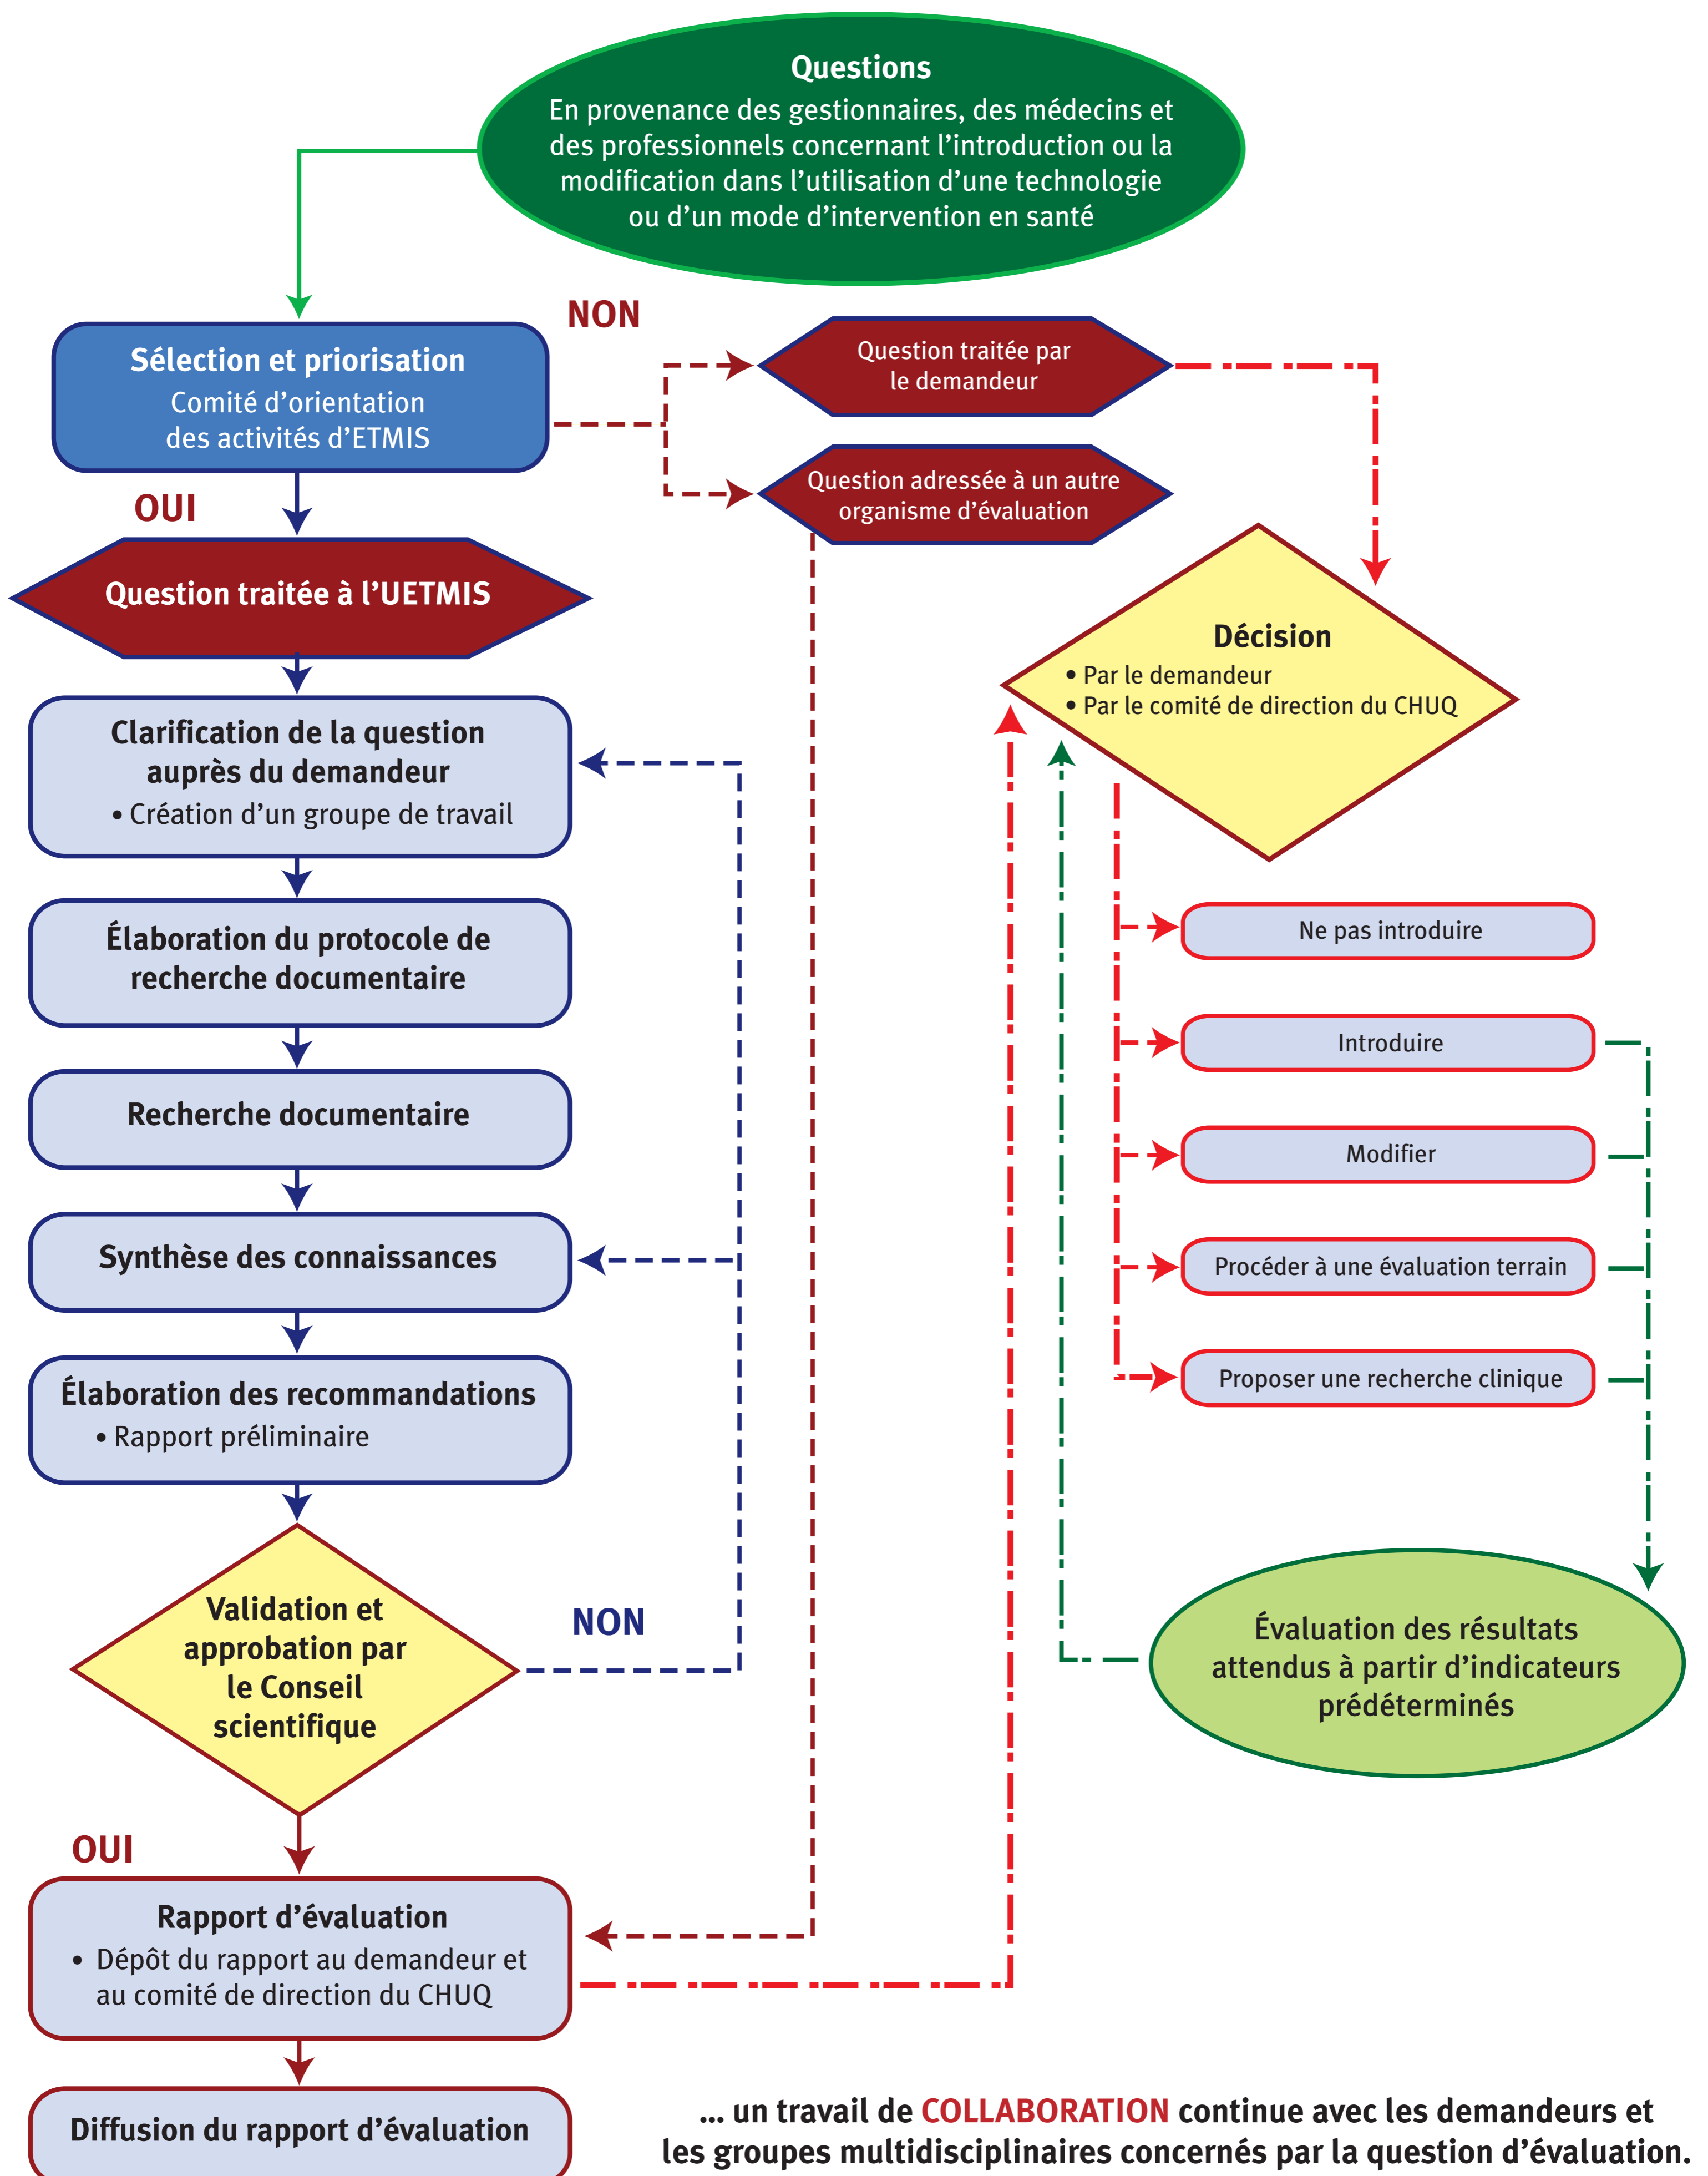 Questions
En provenance des gestionnaires, des médecins et
des professionnels concernant l’introduction ou la
modification dans l’utilisation d’une technologie
ou d’un mode d’intervention en santé
NON
Sélection et priorisation
Comité d’orientation
des activités d’ETMIS
Question traitée par
le demandeur
Question adressée à un autre
organisme d’évaluation
OUI
Question traitée à l’UETMIS
Clarification de la question
auprès du demandeur
• Création d’un groupe de travail
Élaboration du protocole de
recherche documentaire
Recherche documentaire
Synthèse des connaissances
Élaboration des recommandations
• Rapport préliminaire
Validation et
approbation par
le Conseil
scientifique
NON
OUI
Rapport d’évaluation
• Dépôt du rapport au demandeur et
au comité de direction du CHUQ
Diffusion du rapport d’évaluation
Décision
• Par le demandeur
• Par le comité de direction du CHUQ
Ne pas introduire
Introduire
Modifier
Procéder à une évaluation terrain
Proposer une recherche clinique
Évaluation des résultats
attendus à partir d’indicateurs
prédéterminés
... un travail de COLLABORATION continue avec les demandeurs et
les groupes multidisciplinaires concernés par la question d’évaluation.